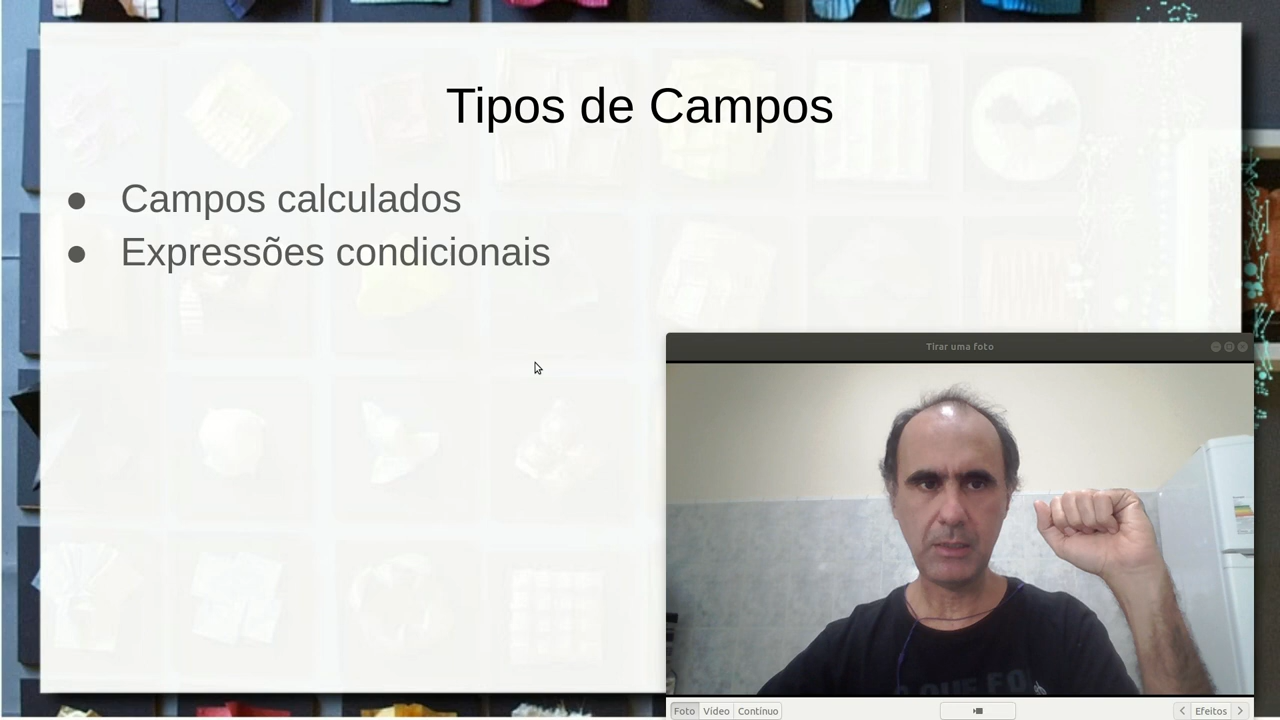 Tipos de Campos
● Campos calculados
● Expressões condicionais
Tirar uma foto
Foto Vídeo Contínuo
Efeitos